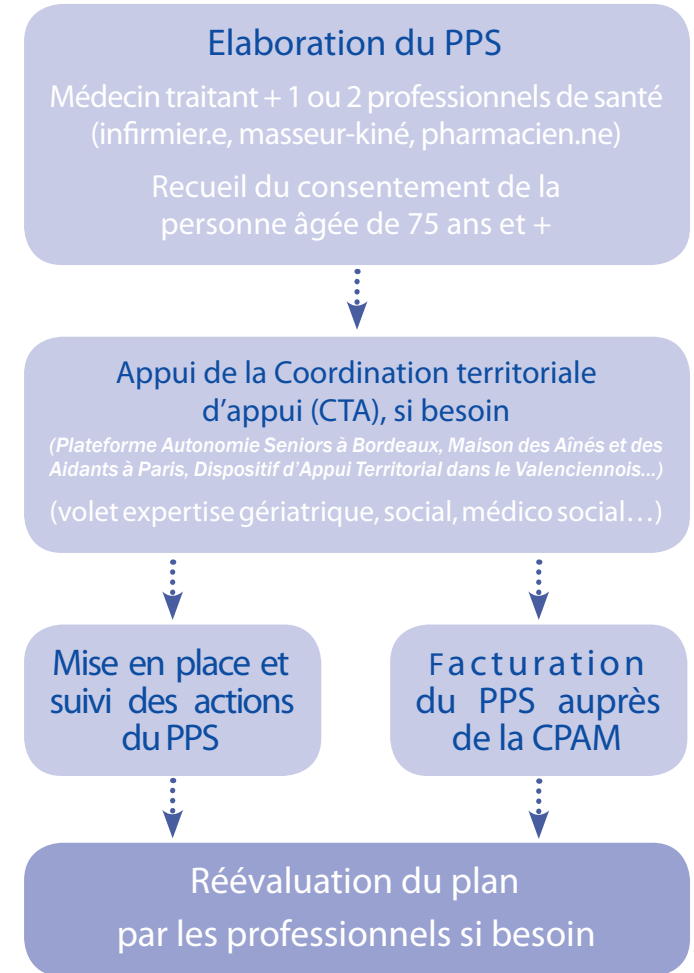 Elaboration du PPS
Médecin traitant + 1 ou 2 professionnels de santé
(infirmier.e, masseur-kiné, pharmacien.ne)
Recueil du consentement de la
personne âgée de 75 ans et +
Appui de la Coordination territoriale
d'appui (CTA), si besoin
(Plateforme Autonomie Seniors à Bordeaux, Maison des Aînés et des
Aidants à Paris, Dispositif d'Appui Territorial dans le Valenciennois...)
(volet expertise gériatrique, social, médico social…)
Mise en place et
suivi des actions
du PPS
Facturation
du PPS auprès
de la CPAM
Réévaluation du plan
par les professionnels si besoin